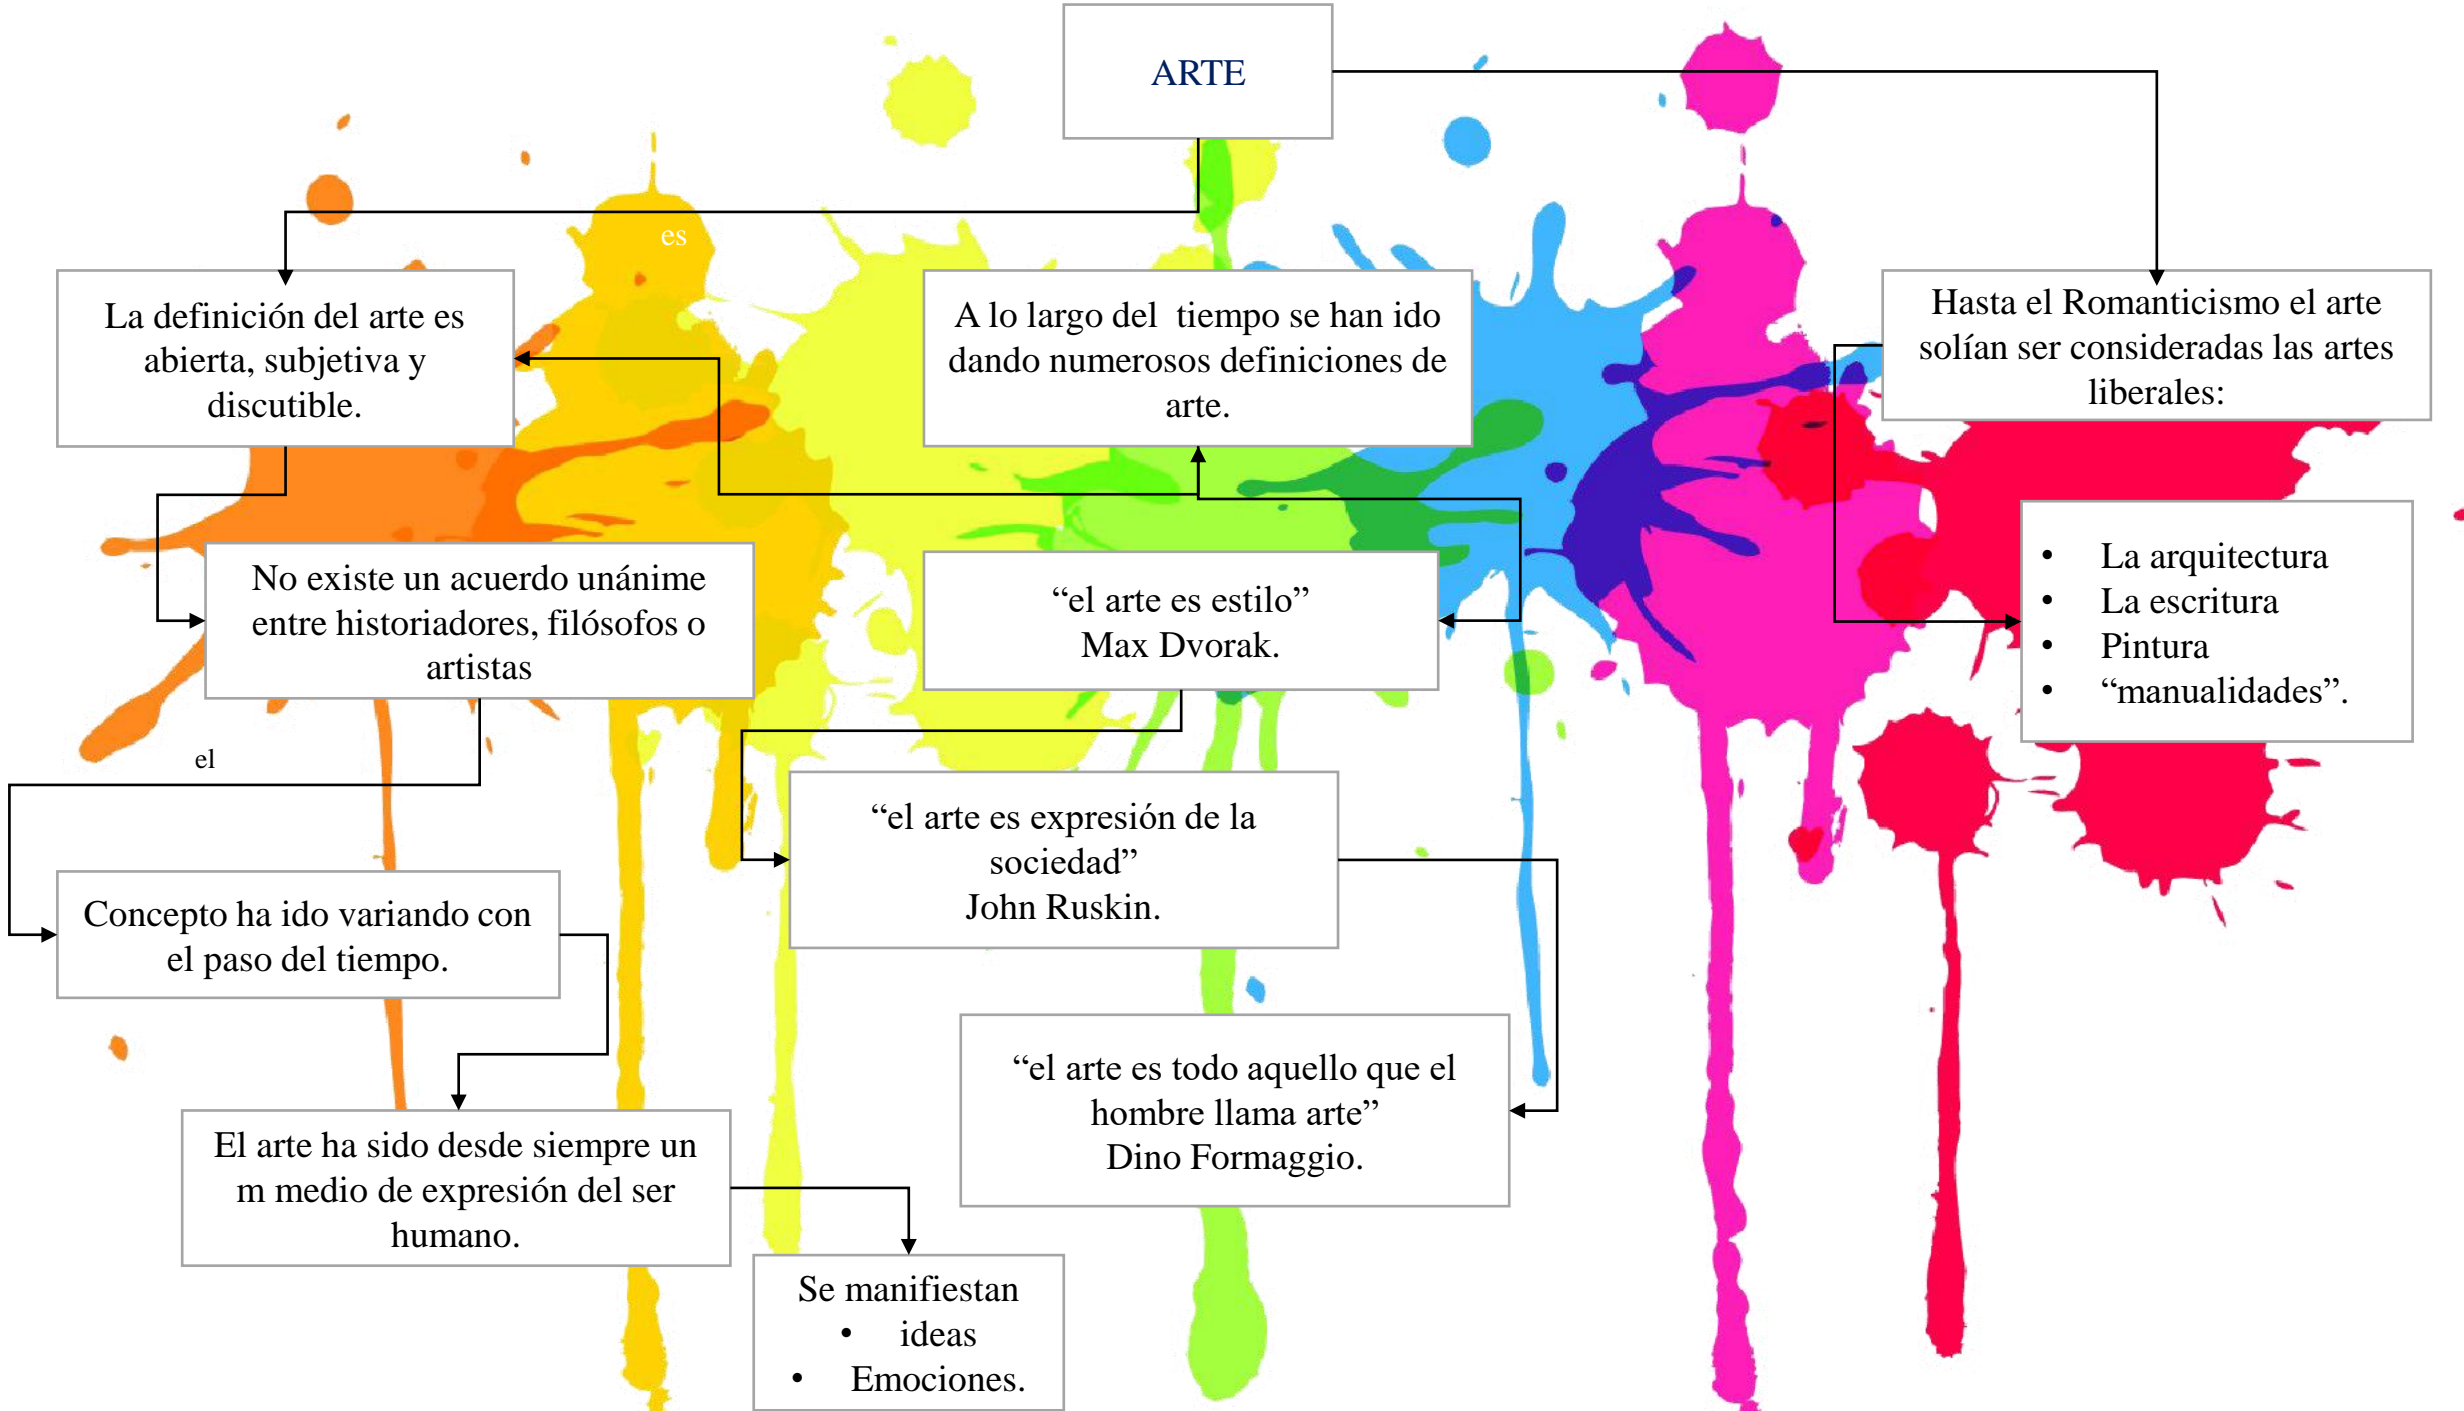 ARTE
es
La definición del arte es
abierta, subjetiva y
discutible.
A lo largo del  tiempo se han ido
dando numerosos definiciones de
arte.
Hasta el Romanticismo el arte
solían ser consideradas las artes
liberales:
No existe un acuerdo unánime
entre historiadores, filósofos o
artistas
“el arte es estilo”
Max Dvorak.
• La arquitectura
• La escritura
• Pintura
• “manualidades”.
el
“el arte es expresión de la
sociedad”
John Ruskin.
Concepto ha ido variando con
el paso del tiempo.
“el arte es todo aquello que el
hombre llama arte”
Dino Formaggio.
El arte ha sido desde siempre un
m medio de expresión del ser
humano.
Se manifiestan
• ideas
• Emociones.